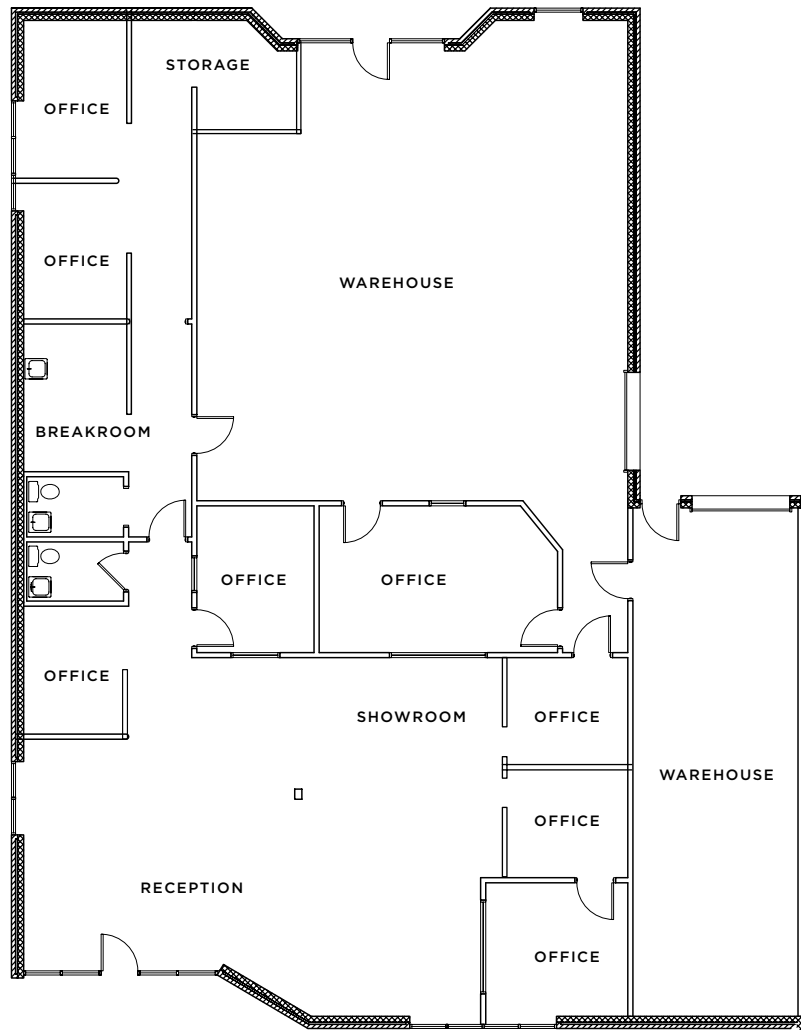 STORAGE
OFFICE
OFFICE
WAREHOUSE
BREAKROOM
OFFICE
OFFICE
OFFICE
SHOWROOM
OFFICE
WAREHOUSE
OFFICE
RECEPTION
OFFICE